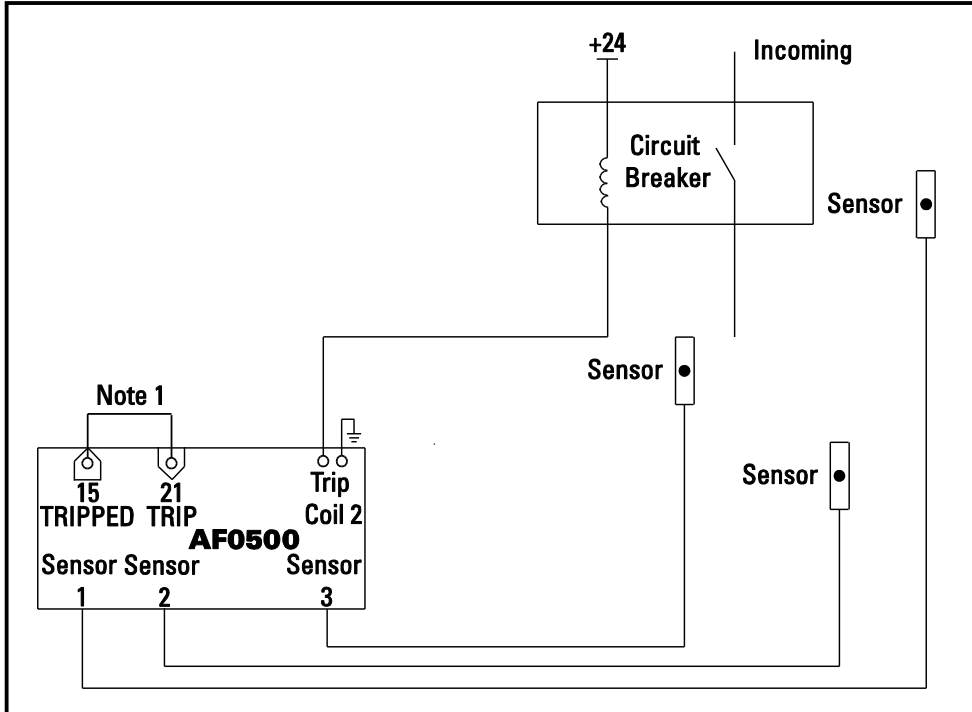 +24
Incoming
Circuit
Breaker
Sensor
Sensor
Note 1
Sensor
15
TRIPPED
21
TRIP
Trip
Coil 2
AF0500
Sensor
1
Sensor
2
Sensor
3